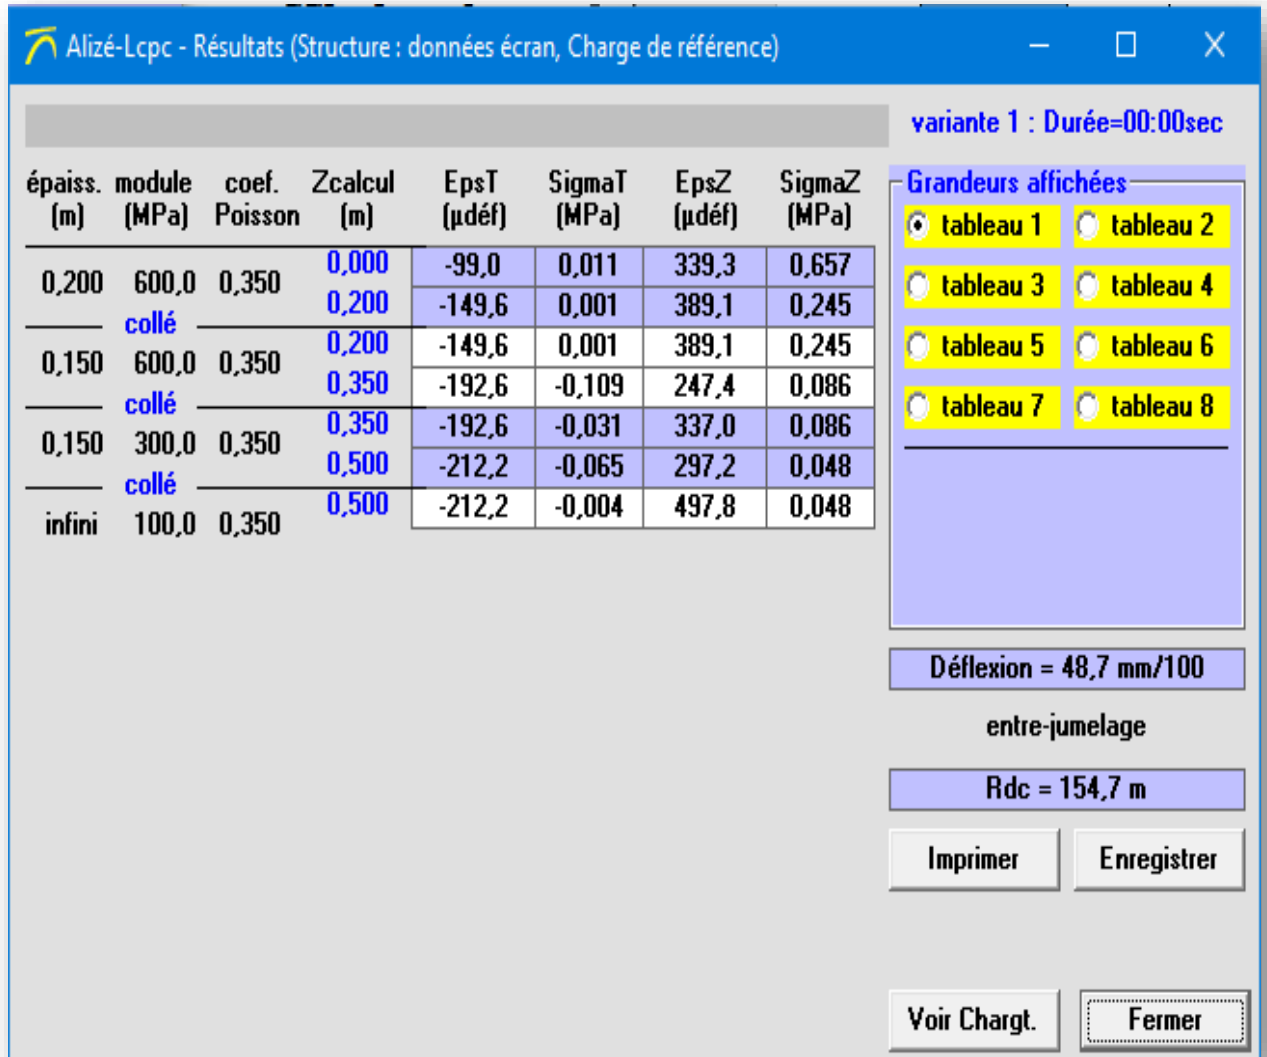 Alizé-Lcpc - Résultats (Structure : données écran, Charge de référence)
variante 1 : Durée=00:00sec
épaiss. module coef. Zcalcul EpsT SigmaT EpsZ SigmaZ
(m) (MPa) Poisson (m) (µdéf) (MPa) (µdéf) (MPa)
0,000 -99,0 0,011 339,3 0,657
0,200 600,0 0,350
0,200 -149,6 0,001 389,1 0,245
collé
0,200 -149,6 0,001 389,1 0,245
0,150 600,0 0,350
0,350 -192,6 -0,109 247,4 0,086
collé
0,350 -192,6 -0,031 337,0 0,086
0,150 300,0 0,350
0,500 -212,2 -0,065 297,2 0,048
collé
0,500 -212,2 -0,004 497,8 0,048
infini 100,0 0,350
Grandeurs affichées
tableau 1 tableau 2
tableau 3 tableau 4
tableau 5 tableau 6
tableau 7 tableau 8
Déflexion = 48,7 mm/100
entre-jumelage
Rdc = 154,7 m
Imprimer Enregistrer
Voir Chargt. Fermer